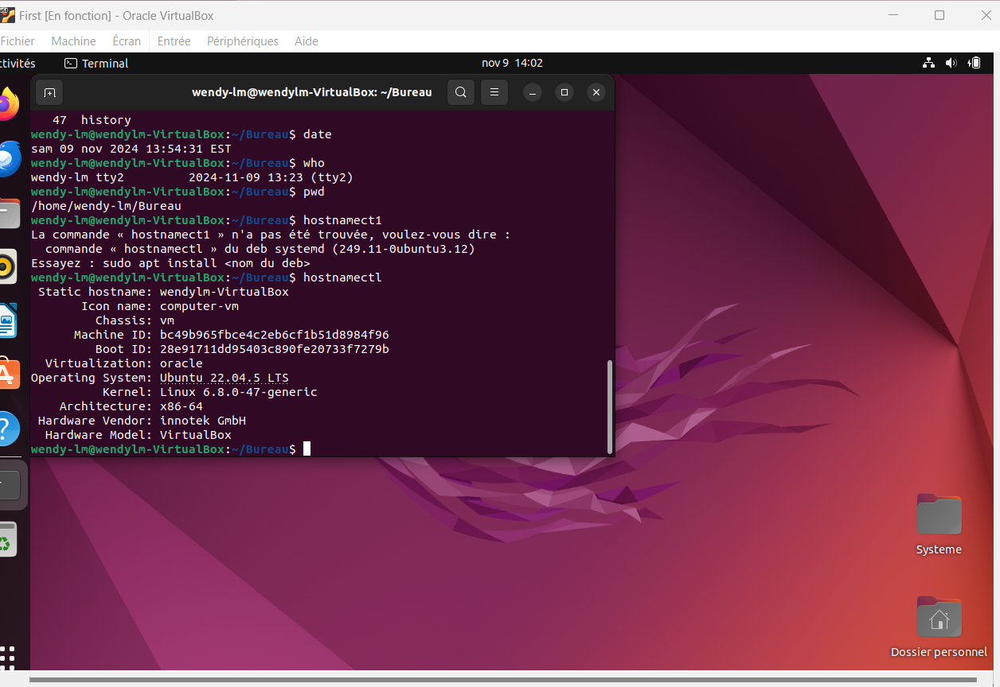 First [En fonction] - Oracle VirtualBox
Fichier Machine Écran Entrée Périphériques Aide
ctivités Terminal nov 9 14:02
wendy-lm@wendylm-VirtualBox: ~/Bureau
47 history
wendy-lm@wendylm-VirtualBox:~/Bureau$ date
sam 09 nov 2024 13:54:31 EST
wendy-lm@wendylm-VirtualBox:~/Bureau$ who
wendy-lm tty2 2024-11-09 13:23 (tty2)
wendy-lm@wendylm-VirtualBox:~/Bureau$ pwd
/home/wendy-lm/Bureau
wendy-lm@wendylm-VirtualBox:~/Bureau$ hostnamect1
La commande « hostnamect1 » n'a pas été trouvée, voulez-vous dire :
commande « hostnamectl » du deb systemd (249.11-0ubuntu3.12)
Essayez : sudo apt install <nom du deb>
wendy-lm@wendylm-VirtualBox:~/Bureau$ hostnamectl
Static hostname: wendylm-VirtualBox
Icon name: computer-vm
Chassis: vm
Machine ID: bc49b965fbce4c2eb6cf1b51d8984f96
Boot ID: 28e91711dd95403c890fe20733f7279b
Virtualization: oracle
Operating System: Ubuntu 22.04.5 LTS
Kernel: Linux 6.8.0-47-generic
Architecture: x86-64
Hardware Vendor: innotek GmbH
Hardware Model: VirtualBox
wendy-lm@wendylm-VirtualBox:~/Bureau$
Systeme
Dossier personnel